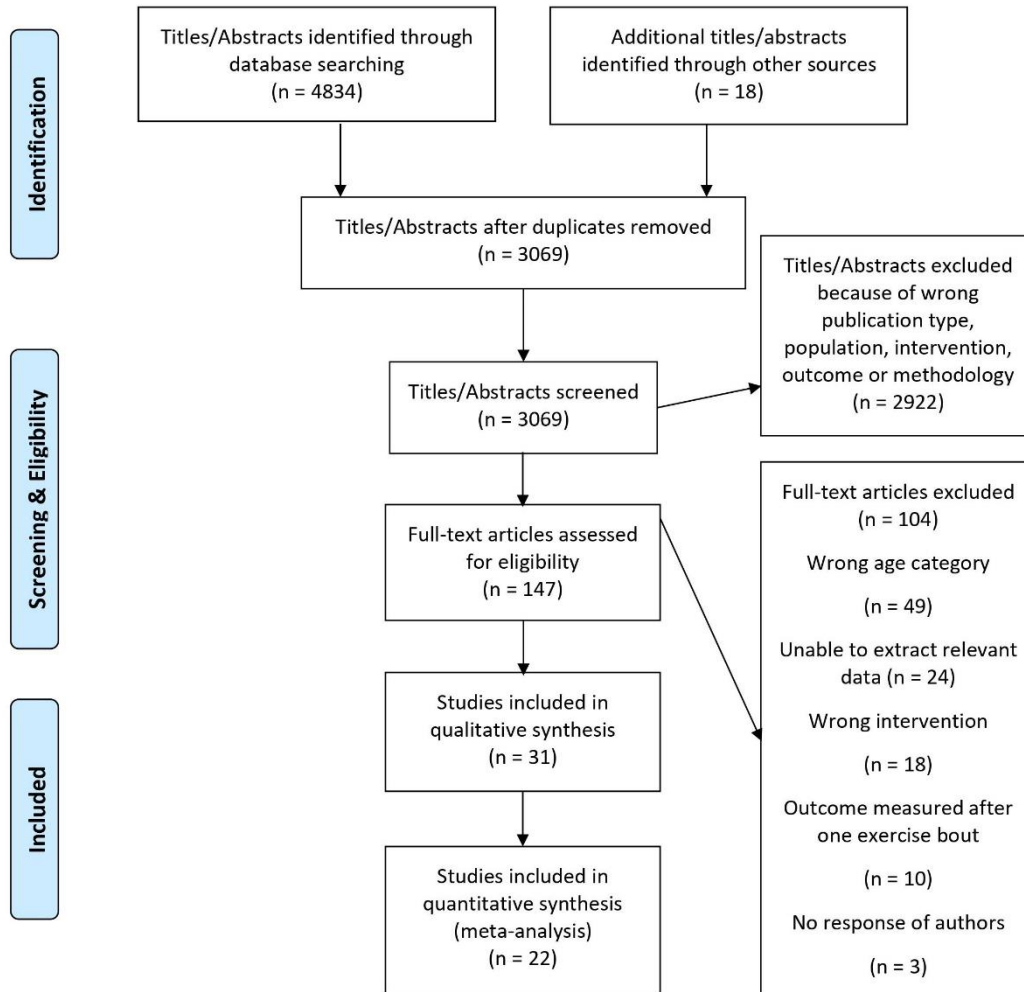 Identification
Titles/Abstracts identified through
database searching
(n = 4834)
Additional titles/abstracts
identified through other sources
(n = 18)
Titles/Abstracts after duplicates removed
(n = 3069)
Screening & Eligibility
Titles/Abstracts screened
(n = 3069)
Titles/Abstracts excluded
because of wrong
publication type,
population, intervention,
outcome or methodology
(n = 2922)
Full-text articles assessed
for eligibility
(n = 147)
Full-text articles excluded
(n = 104)
Wrong age category
(n = 49)
Unable to extract relevant
data (n = 24)
Wrong intervention
(n = 18)
Outcome measured after
one exercise bout
(n = 10)
No response of authors
(n = 3)
Included
Studies included in
qualitative synthesis
(n = 31)
Studies included in
quantitative synthesis
(meta-analysis)
(n = 22)